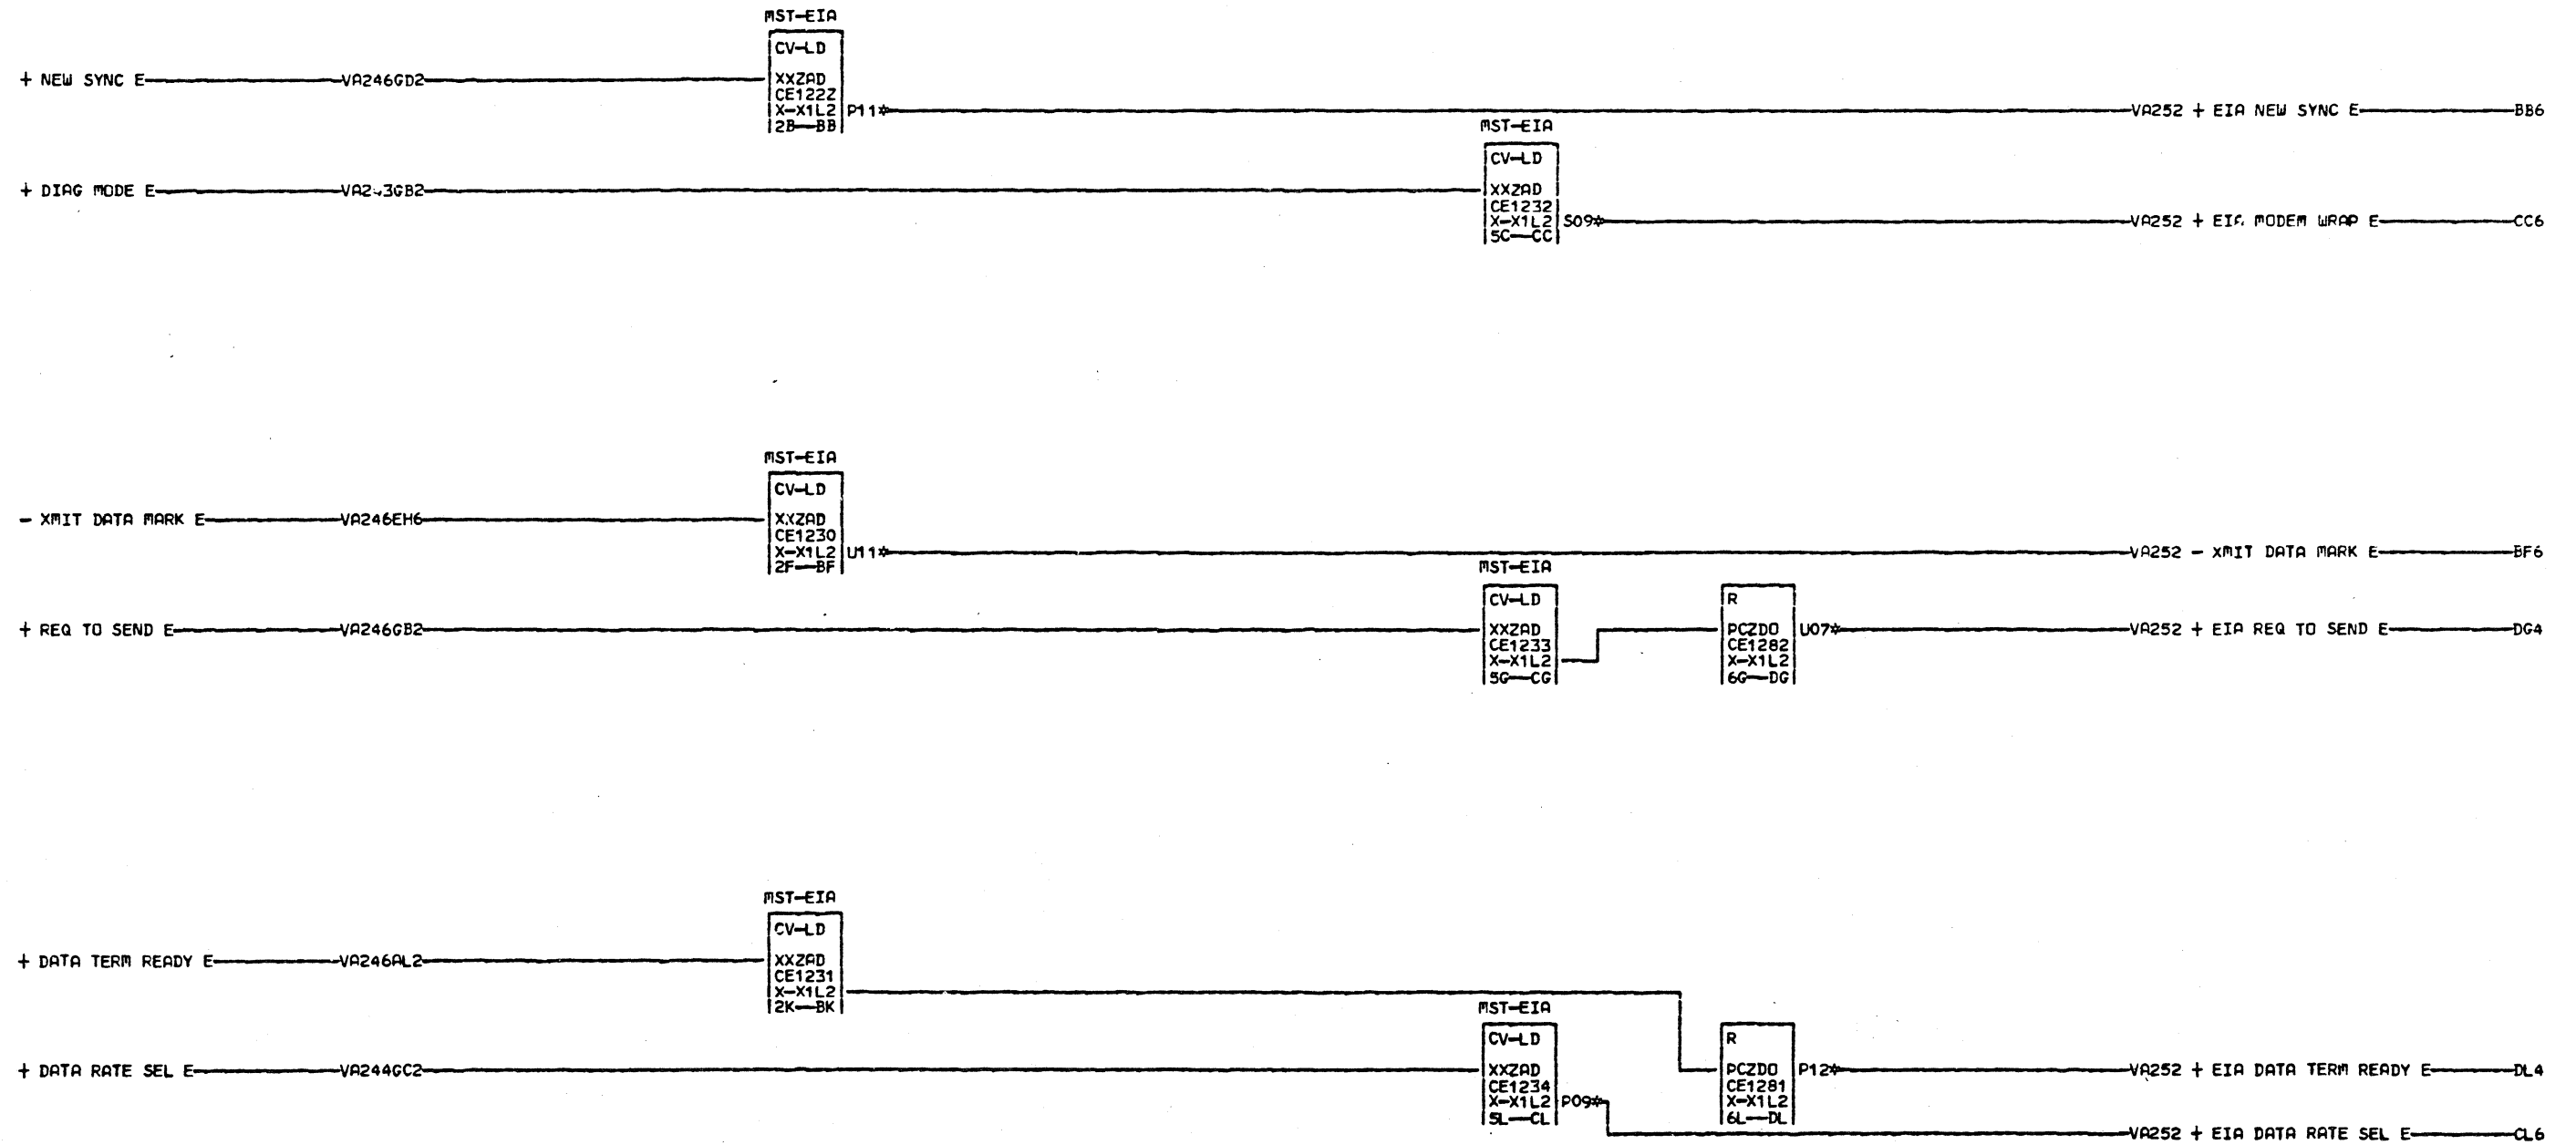 MST-EIA
CV-LD
+ NEW SYNC E VA246GD2 XXZAD
CE122Z
X-X1L2 P11* VA252 + EIA NEW SYNC E BB6
2B BB
MST-EIA
CV-LD
+ DIAG MODE E XXZAD
CE1232
X-X1L2 S09* VA252 + EIA MODEM WRAP E CC6
5C CC
MST-EIA
CV-LD
- XMIT DATA MARK E VA246EH6 XXZAD
CE1230
X-X1L2 U11* VA252 - XMIT DATA MARK E BF6
2F BF
MST-EIA
CV-LD R
+ REQ TO SEND E VA246GB2 XXZAD PCZDO U07* VA252 + EIA REQ TO SEND E DG4
CE1233 CE1282
X-X1L2 X-X1L2
5G CG 6G DG
MST-EIA
CV-LD
+ DATA TERM READY E VA246AL2 XXZAD
CE1231
X-X1L2
2K BK
MST-EIA
CV-LD R
+ DATA RATE SEL E VA244GC2 XXZAD PCZDO P12* VA252 + EIA DATA TERM READY E DL4
CE1234 CE1281
X-X1L2 P09* X-X1L2
5L CL 6L DL
VA252 + EIA DATA RATE SEL E CL6